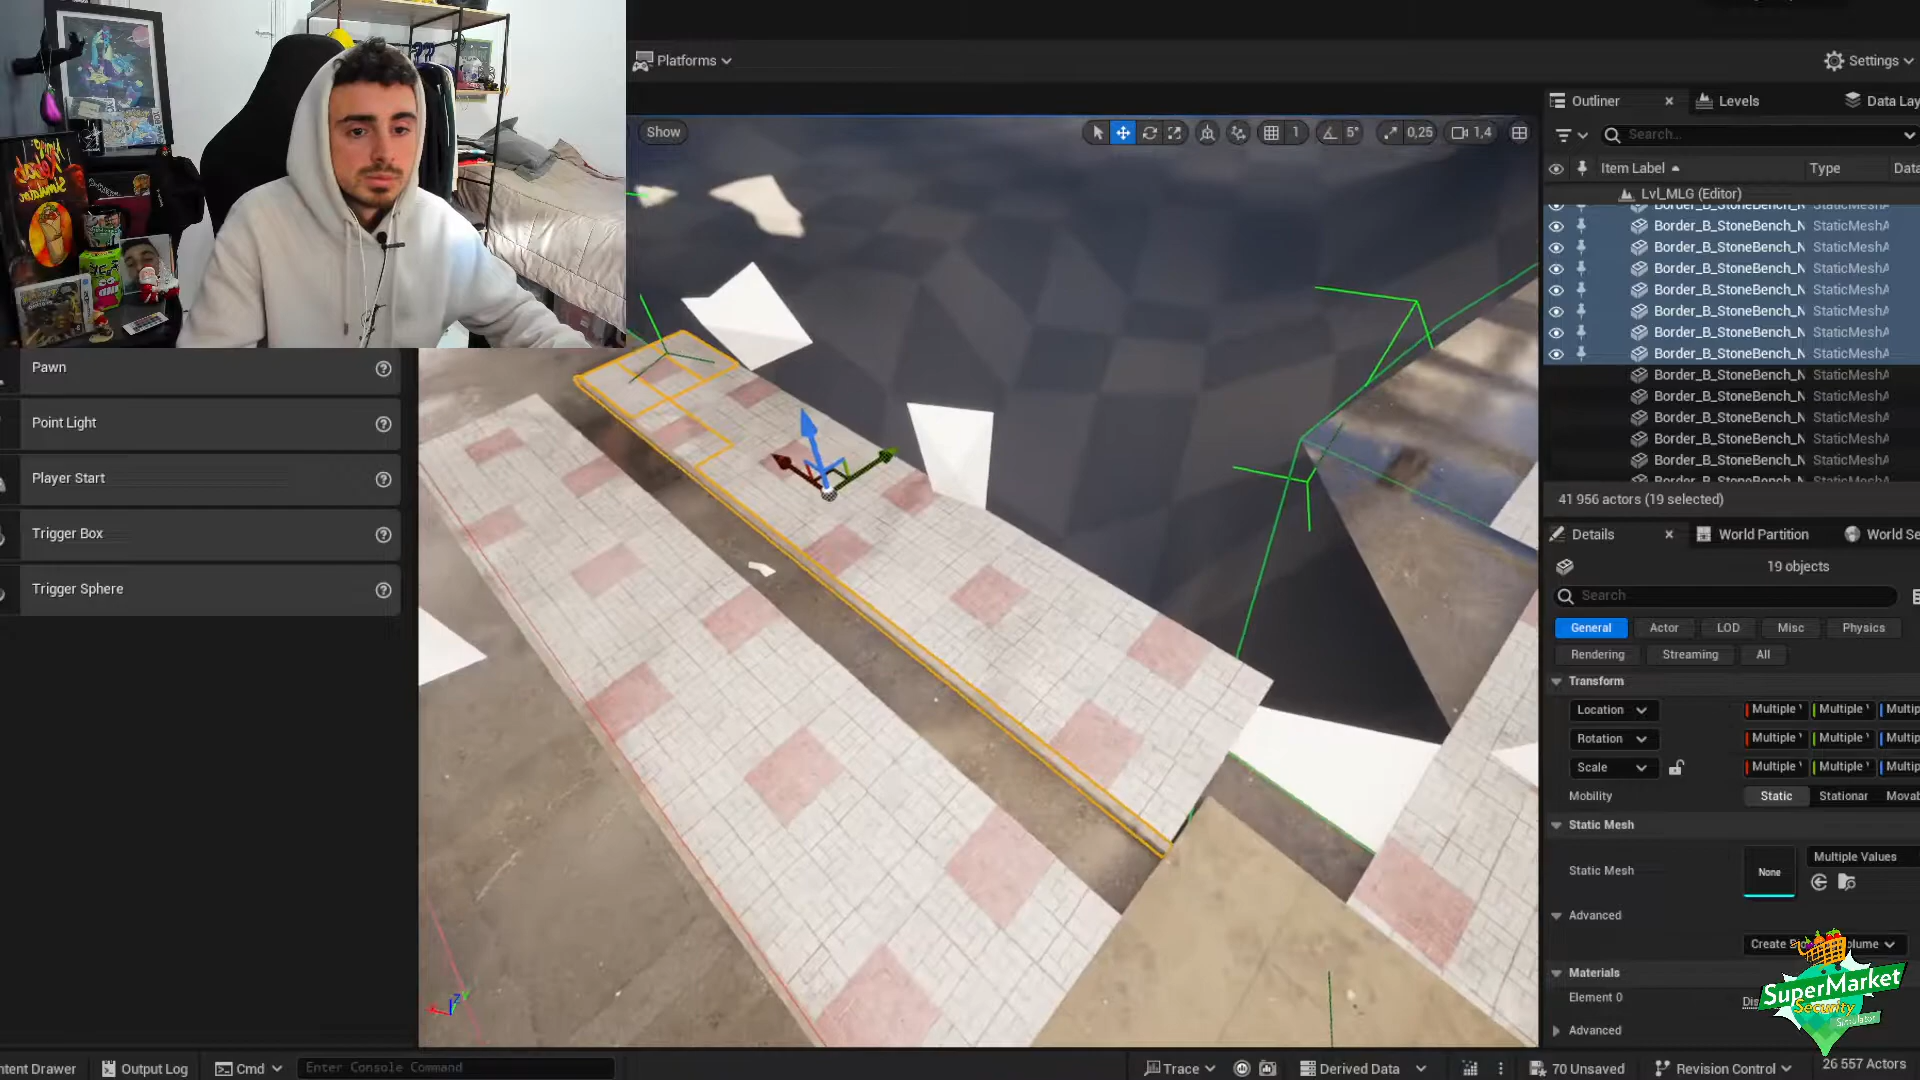 Platforms
Settings
Outliner
Levels
Data Lay
Show
1
5°
0,25
1,4
Search...
Item Label
Type
Data
Lvl_MLG (Editor)
Border_B_StoneBench_N StaticMeshA
Border_B_StoneBench_N StaticMeshA
Border_B_StoneBench_N StaticMeshA
Border_B_StoneBench_N StaticMeshA
Border_B_StoneBench_N StaticMeshA
Border_B_StoneBench_N StaticMeshA
Border_B_StoneBench_N StaticMeshA
Border_B_StoneBench_N StaticMeshA
Border_B_StoneBench_N StaticMeshA
Border_B_StoneBench_N StaticMeshA
Border_B_StoneBench_N StaticMeshA
Border_B_StoneBench_N StaticMeshA
Border_B_StoneBench_N StaticMeshA
Border_B_StoneBench_N StaticMeshA
41 956 actors (19 selected)
Pawn
Point Light
Player Start
Trigger Box
Trigger Sphere
Details
World Partition
World Se
19 objects
Search
General
Actor
LOD
Misc
Physics
Rendering
Streaming
All
Transform
Location
Multiple
Multiple
Multip
Rotation
Multiple
Multiple
Multip
Scale
Multiple
Multiple
Multip
Mobility
Static
Stationar
Movab
Static Mesh
Static Mesh
None
Multiple Values
Advanced
Create
Materials
Element 0
Advanced
SuperMarket
Security
Simulator
ntent Drawer
Output Log
Cmd
Enter Console Command
Trace
Derived Data
70 Unsaved
Revision Control
26 557 Actors